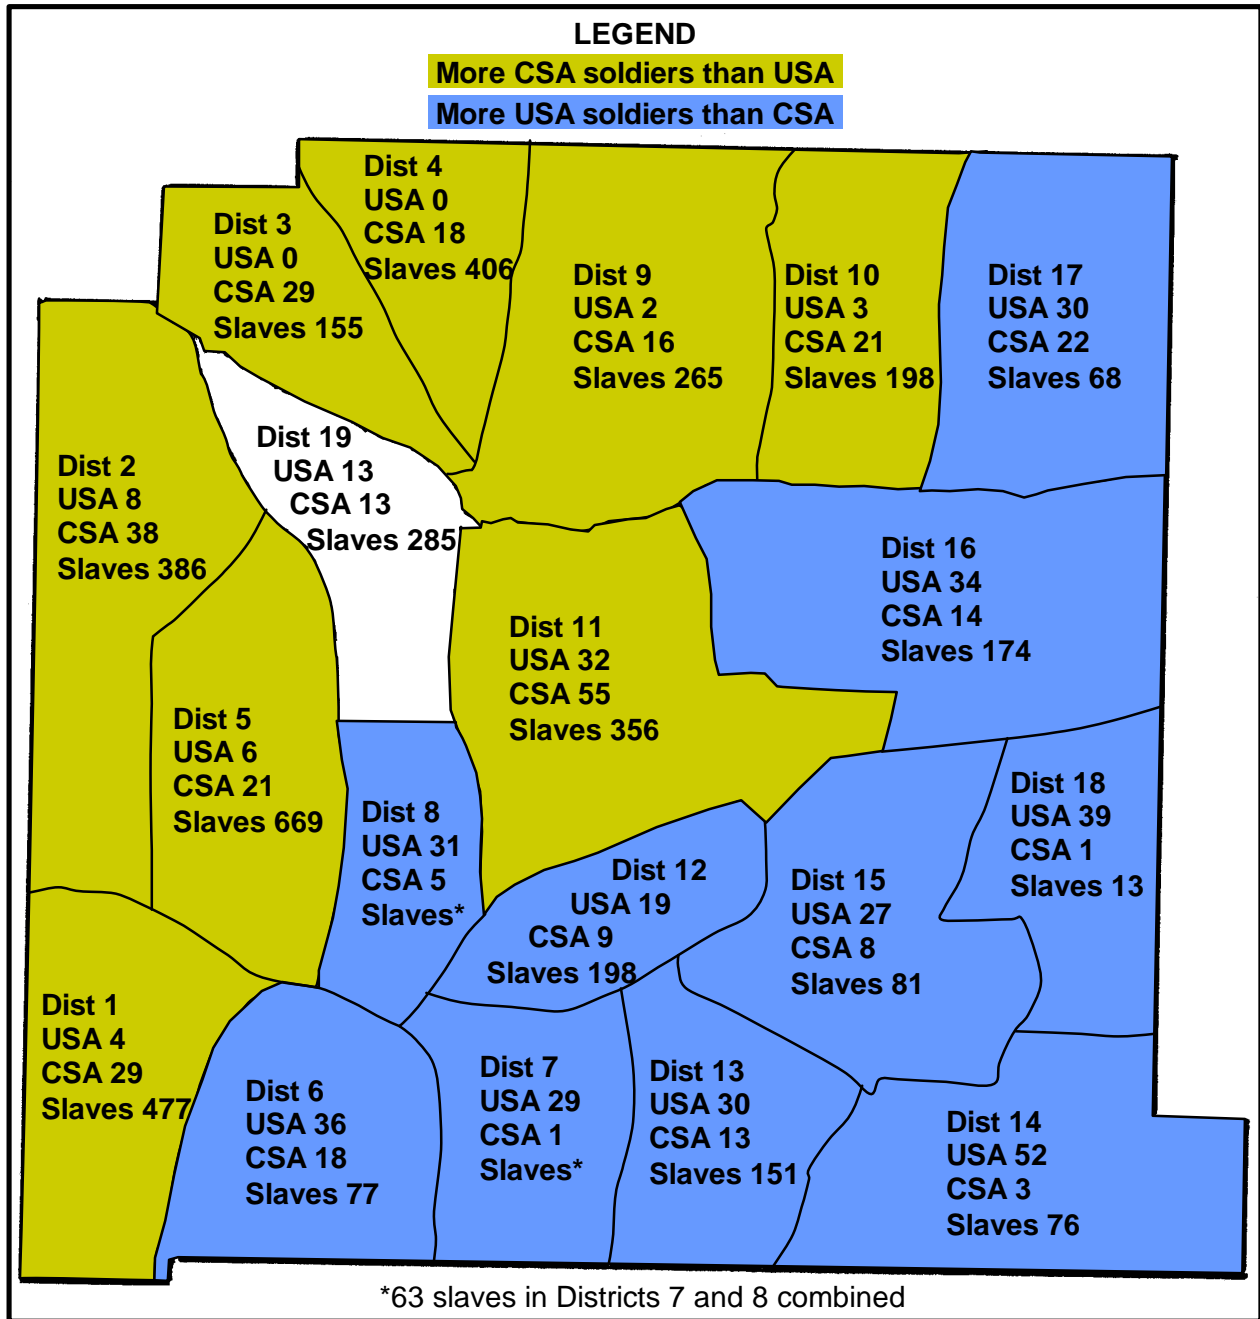 LEGEND
More CSA soldiers than USA
More USA soldiers than CSA
Dist 4
USA 0
CSA 18
Slaves 406
Dist 3
USA 0
CSA 29
Slaves 155
Dist 9
USA 2
CSA 16
Slaves 265
Dist 10
USA 3
CSA 21
Slaves 198
Dist 17
USA 30
CSA 22
Slaves 68
Dist 19
USA 13
CSA 13
Slaves 285
Dist 2
USA 8
CSA 38
Slaves 386
Dist 16
USA 34
CSA 14
Slaves 174
Dist 11
USA 32
CSA 55
Slaves 356
Dist 5
USA 6
CSA 21
Slaves 669
Dist 8
USA 31
CSA 5
Slaves*
Dist 18
USA 39
CSA 1
Slaves 13
Dist 12
USA 19
CSA 9
Slaves 198
Dist 15
USA 27
CSA 8
Slaves 81
Dist 1
USA 4
CSA 29
Slaves 477
Dist 6
USA 36
CSA 18
Slaves 77
Dist 7
USA 29
CSA 1
Slaves*
Dist 13
USA 30
CSA 13
Slaves 151
Dist 14
USA 52
CSA 3
Slaves 76
*63 slaves in Districts 7 and 8 combined